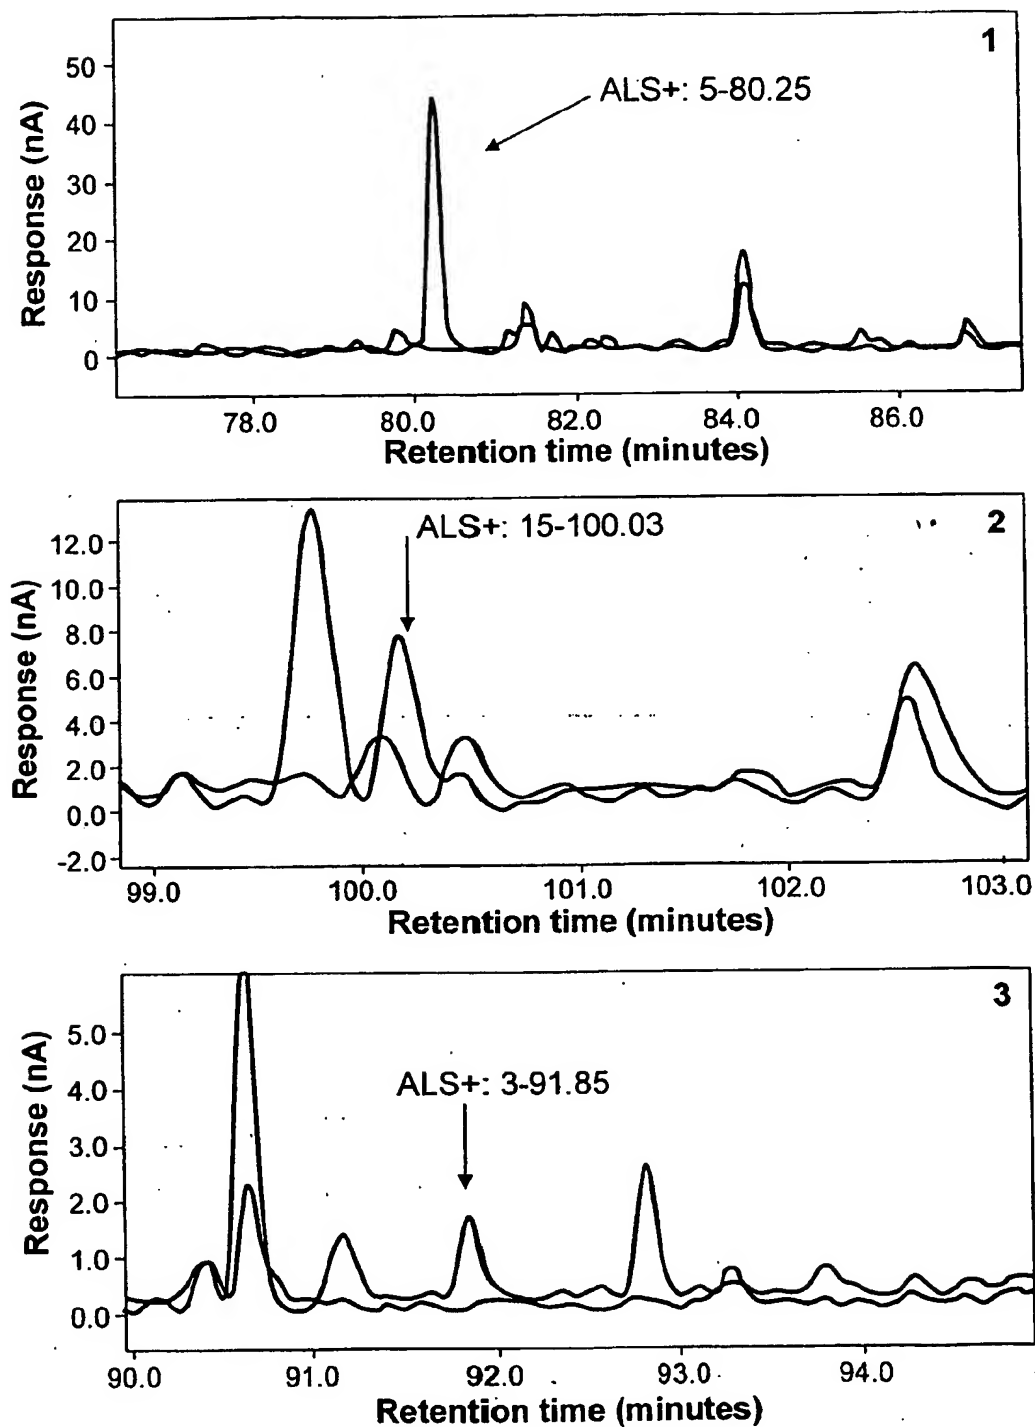 1
50
40
30
20
10
0
Response (nA)
ALS+: 5-80.25
78.0 80.0 82.0 84.0 86.0
Retention time (minutes)
2
12.0
10.0
8.0
6.0
4.0
2.0
0.0
-2.0
Response (nA)
ALS+: 15-100.03
99.0 100.0 101.0 102.0 103.0
Retention time (minutes)
3
5.0
4.0
3.0
2.0
1.0
0.0
Response (nA)
ALS+: 3-91.85
90.0 91.0 92.0 93.0 94.0
Retention time (minutes)